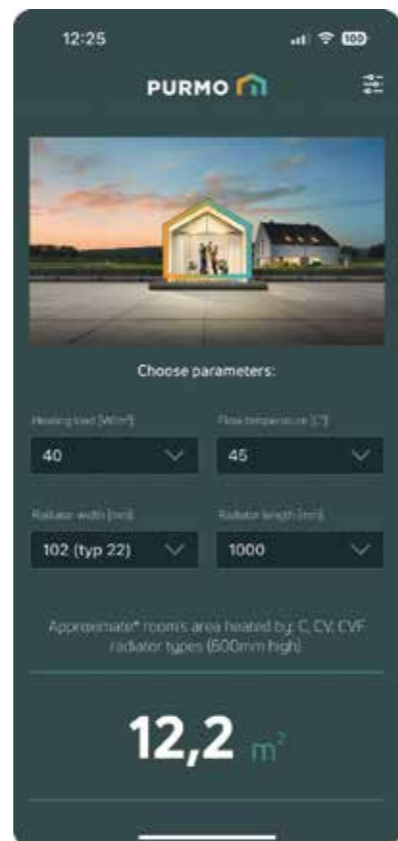 12:25
100
PURMO
Choose parameters:
Heating load [W/m²]:
Flow temperature [C°]:
40
45
Radiator width [mm]:
Radiator length [mm]:
102 (typ 22)
1000
Approximate* room's area heated by: C, CV, CVF
radiator types (600mm high)
12,2 m²